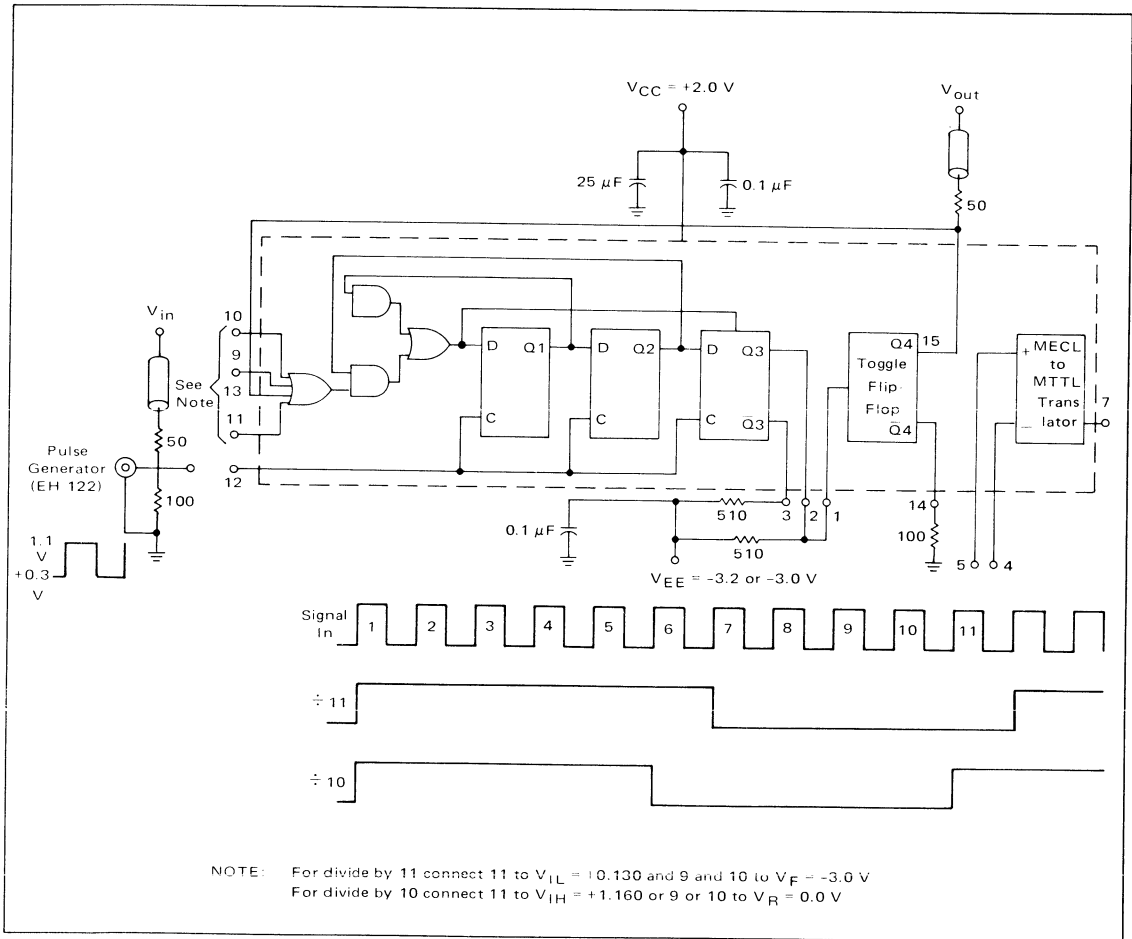 VCC = +2.0 V
Vout
25 μF
0.1 μF
50
Vin
10
9
13
11
12
See
Note
50
100
Pulse
Generator
(EH 122)
1.1
V
+0.3
V
D Q1
C
D Q2
C
D Q3
C Q̅3
Q4 15
Toggle
Flip-
Flop
Q̅4
+ MECL
to
MTTL
Trans
— lator
7
0.1 μF
510
510
3 2 1
14
100
5 4
VEE = -3.2 or -3.0 V
Signal
In
1 2 3 4 5 6 7 8 9 10 11
÷ 11
÷ 10
NOTE: For divide by 11 connect 11 to VIL = +0.130 and 9 and 10 to VF = -3.0 V
For divide by 10 connect 11 to VIH = +1.160 or 9 or 10 to VR = 0.0 V